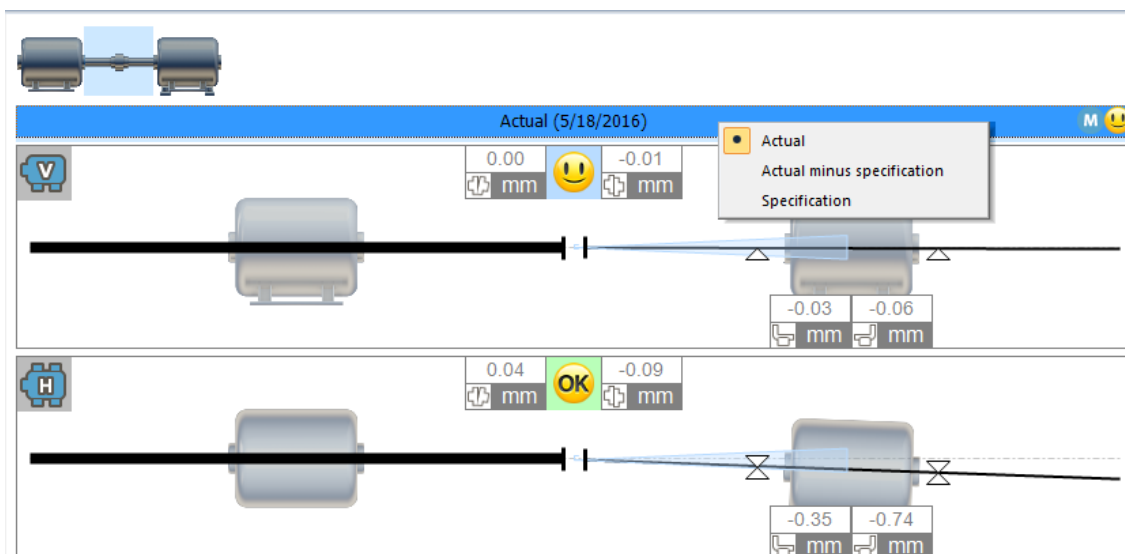 Actual (5/18/2016)
M
Actual
Actual minus specification
Specification
V
0.00
mm
-0.01
mm
-0.03
mm
-0.06
mm
H
0.04
mm
OK
-0.09
mm
-0.35
mm
-0.74
mm